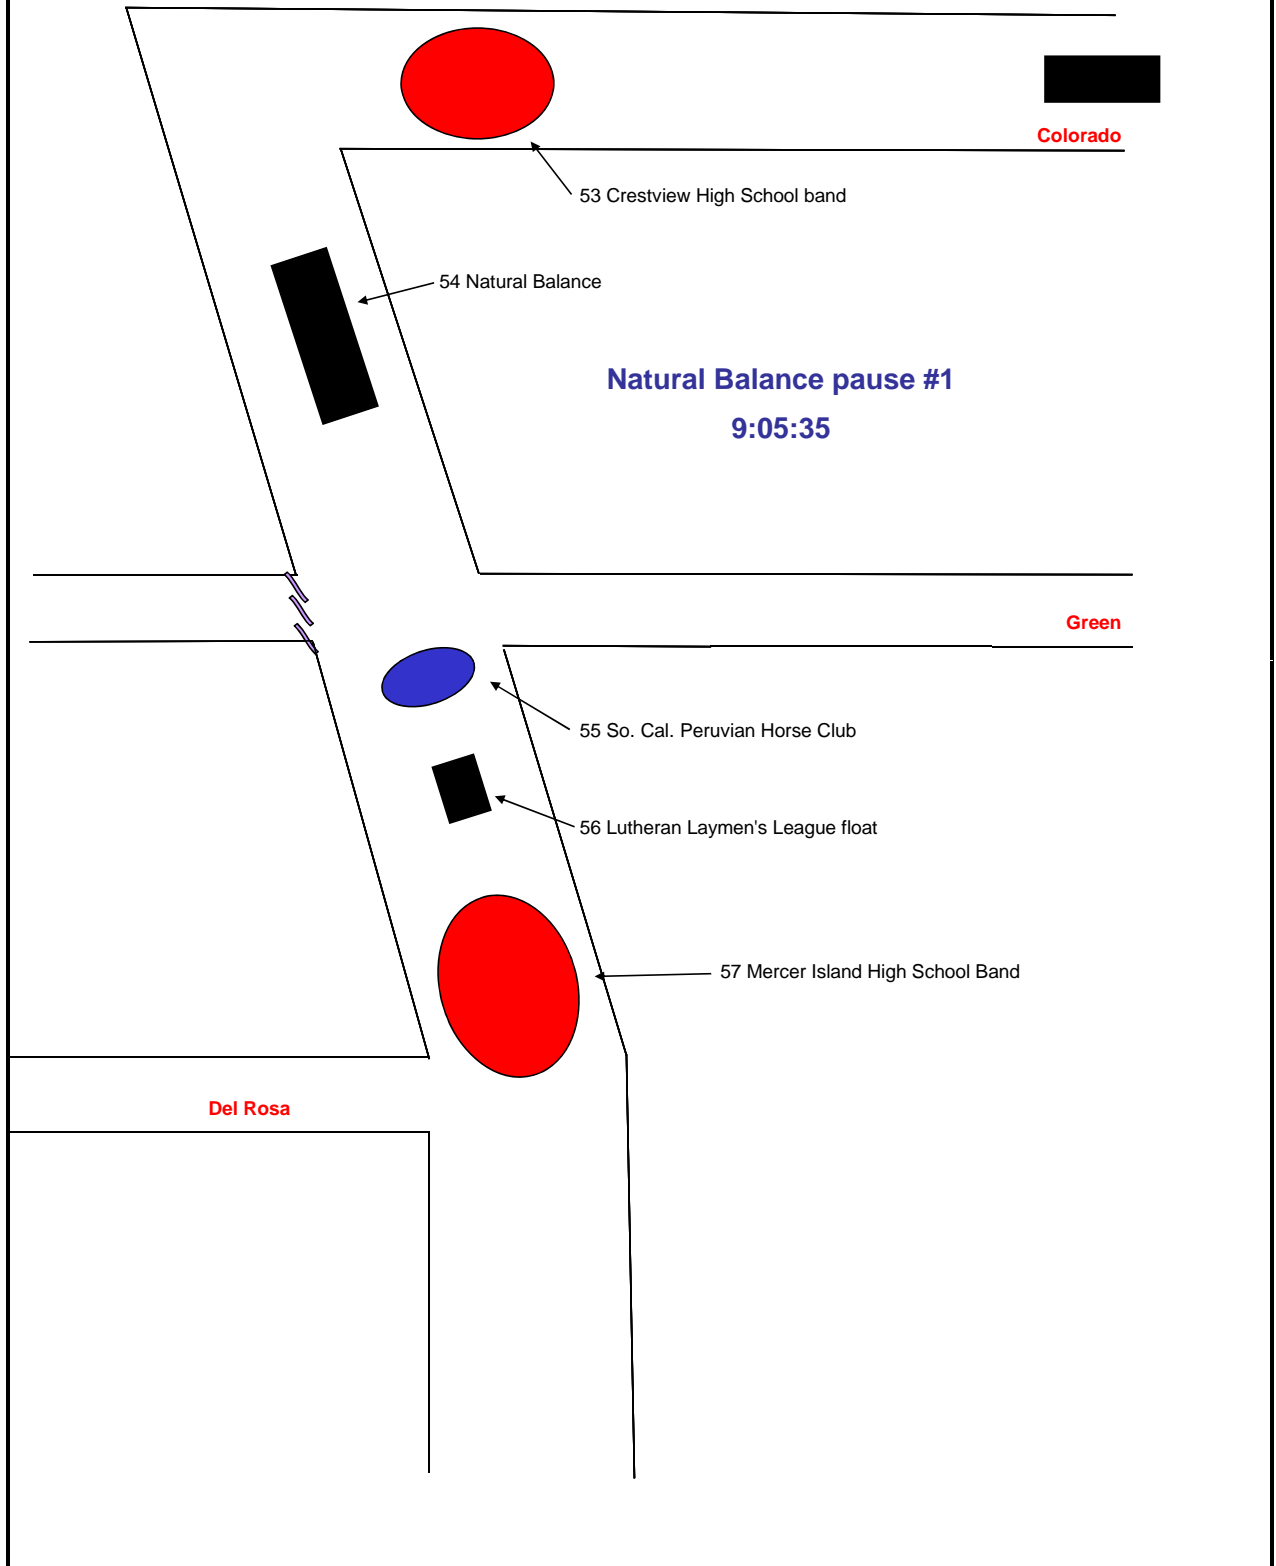 Colorado
53 Crestview High School band
54 Natural Balance
Natural Balance pause #1
9:05:35
Green
55 So. Cal. Peruvian Horse Club
56 Lutheran Laymen's League float
57 Mercer Island High School Band
Del Rosa